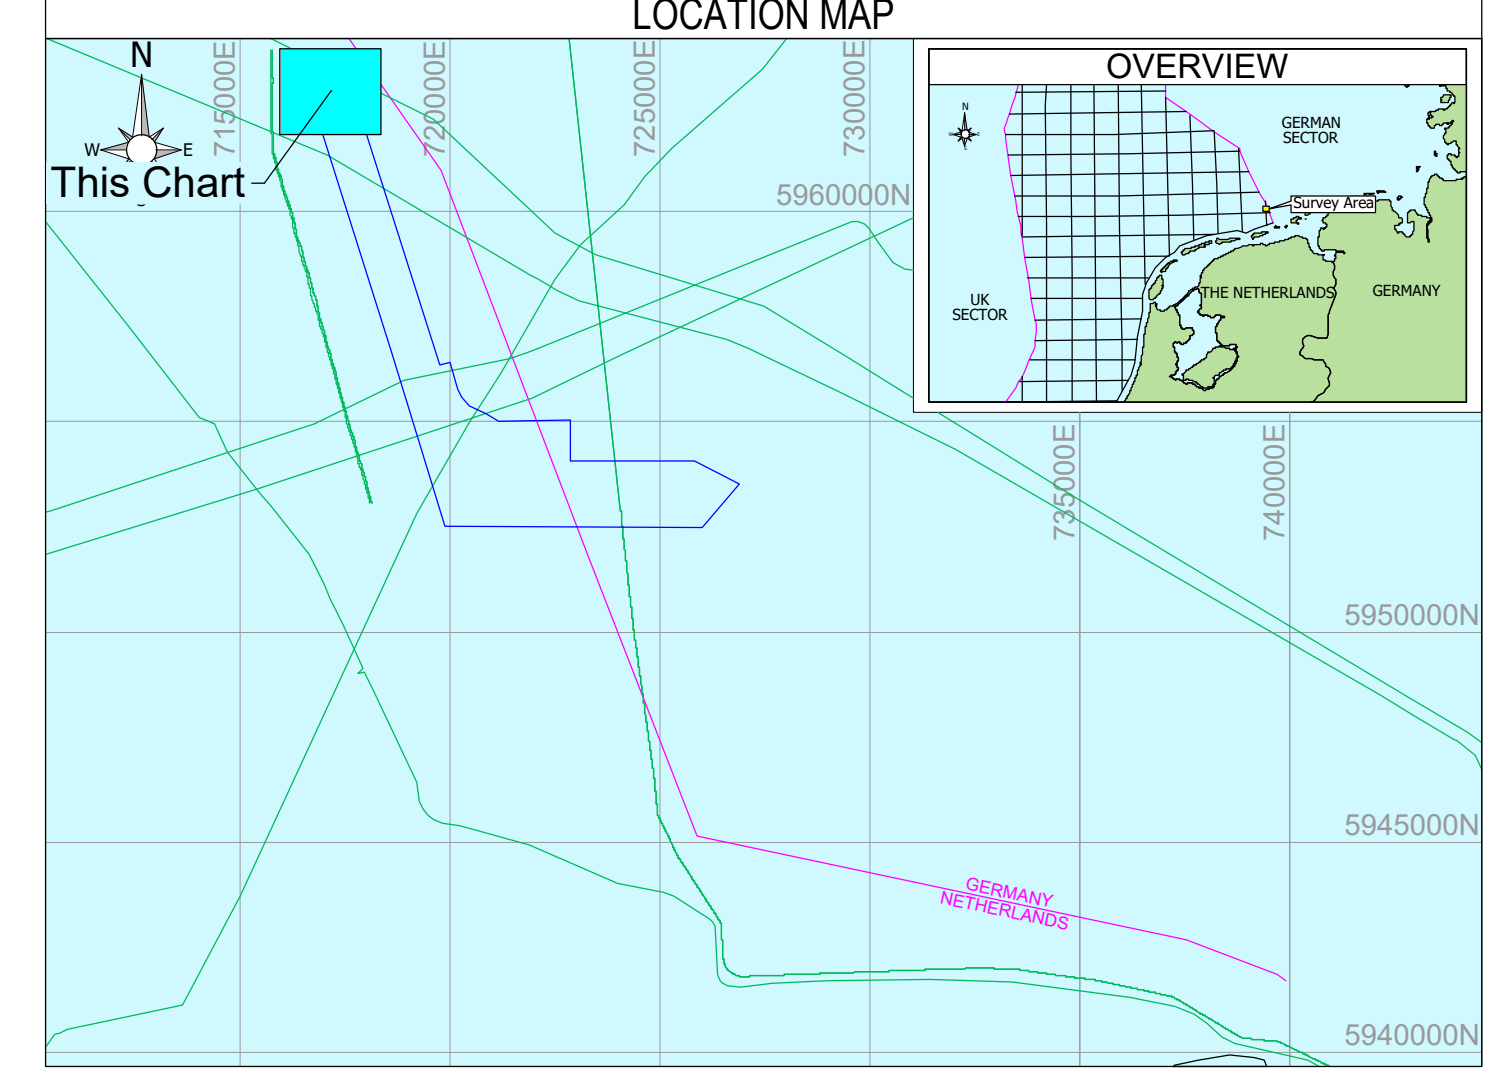 LOCATION MAP
N
W
E
This Chart
715000E
720000E
725000E
730000E
5960000N
OVERVIEW
N
GERMAN
SECTOR
Survey Area
UK
SECTOR
THE NETHERLANDS
GERMANY
735000E
740000E
5950000N
5945000N
GERMANY
NETHERLANDS
5940000N